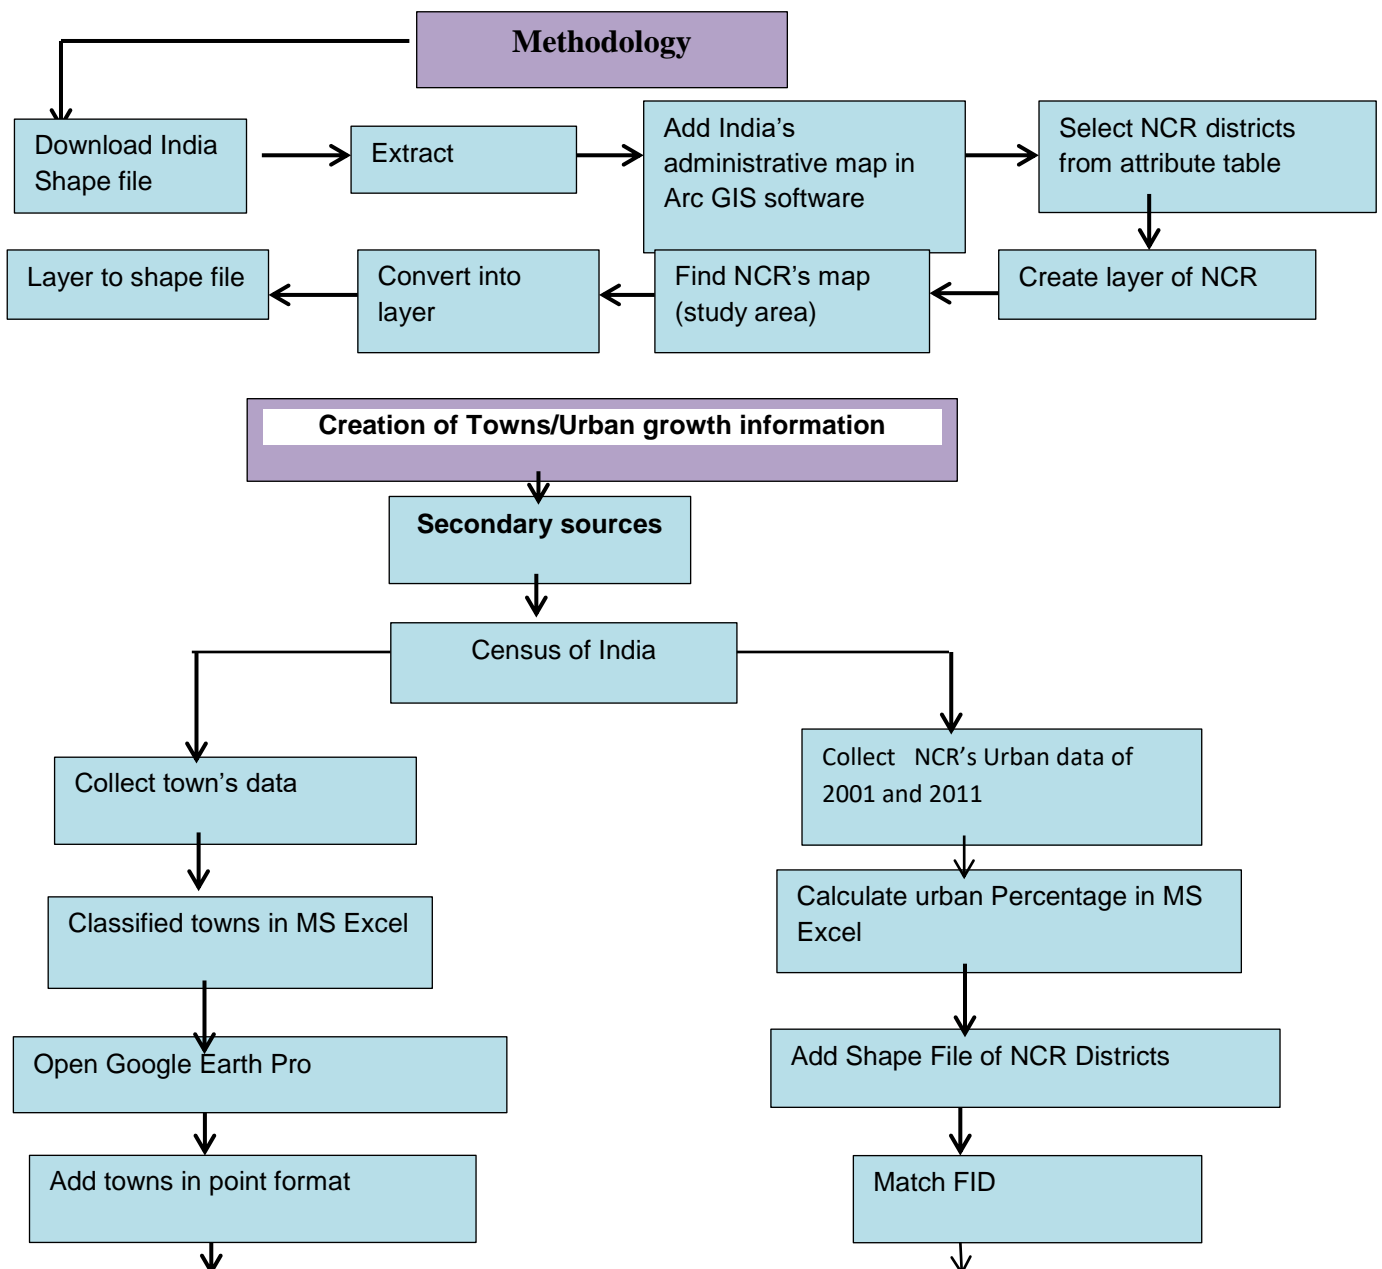 Methodology
Download India
Shape file
Extract
Add India’s
administrative map in
Arc GIS software
Select NCR districts
from attribute table
Layer to shape file
Convert into
layer
Find NCR’s map
(study area)
Create layer of NCR
Creation of Towns/Urban growth information
Secondary sources
Census of India
Collect town’s data
Collect NCR’s Urban data of
2001 and 2011
Classified towns in MS Excel
Calculate urban Percentage in MS
Excel
Open Google Earth Pro
Add Shape File of NCR Districts
Add towns in point format
Match FID